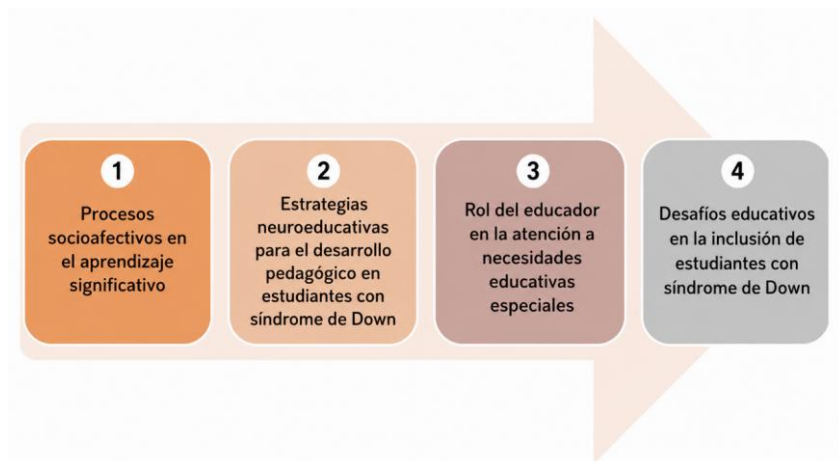 1
Procesos
socioafectivos en
el aprendizaje
significativo
2
Estrategias
neuroeducativas
para el desarrollo
pedagógico en
estudiantes con
síndrome de Down
3
Rol del educador
en la atención a
necesidades
educativas
especiales
4
Desafíos educativos
en la inclusión de
estudiantes con
síndrome de Down